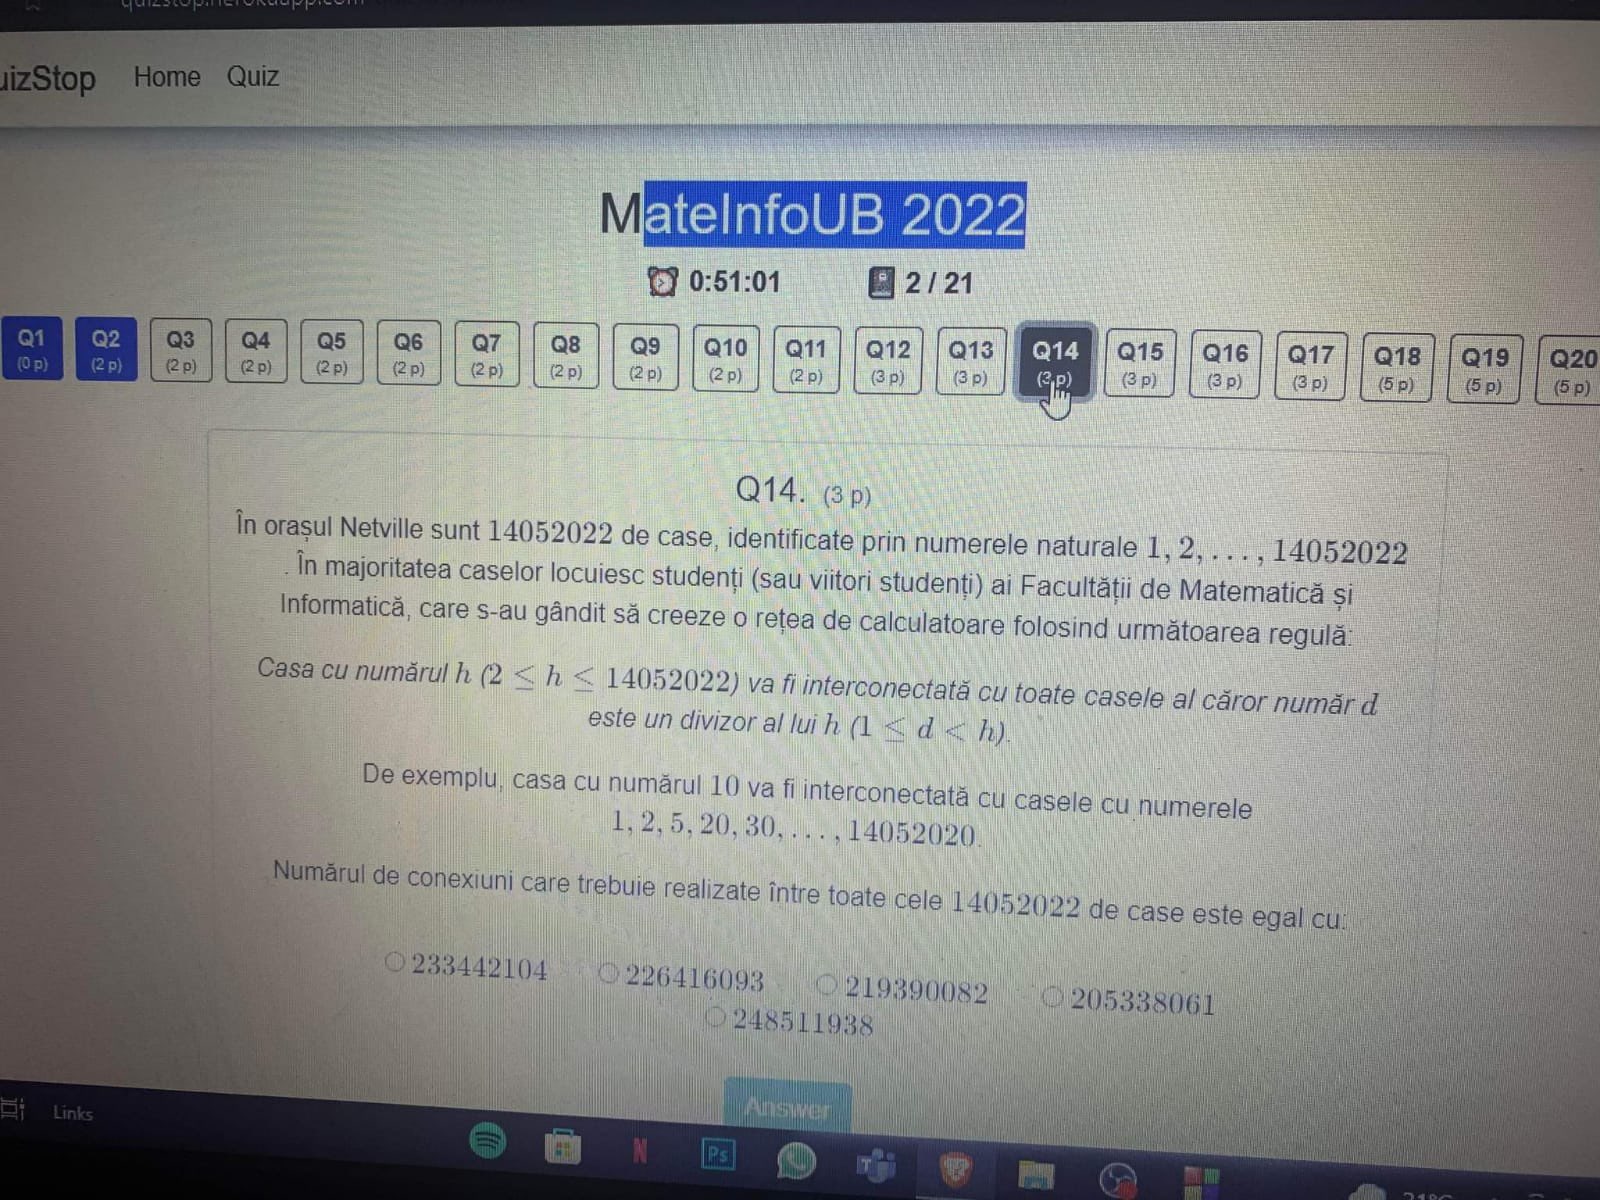 uizStop Home Quiz
MateInfoUB 2022
0:51:01 2 / 21
Q1 Q2 Q3 Q4 Q5 Q6 Q7 Q8 Q9 Q10 Q11 Q12 Q13 Q14 Q15 Q16 Q17 Q18 Q19 Q20
(0 p) (2 p) (2 p) (2 p) (2 p) (2 p) (2 p) (2 p) (2 p) (2 p) (2 p) (3 p) (3 p) (3 p) (3 p) (3 p) (3 p) (5 p) (5 p) (5 p)
Q14. (3 p)
În orașul Netville sunt 14052022 de case, identificate prin numerele naturale 1, 2, . . . , 14052022
. În majoritatea caselor locuiesc studenți (sau viitori studenți) ai Facultății de Matematică și
Informatică, care s-au gândit să creeze o rețea de calculatoare folosind următoarea regulă:
Casa cu numărul h (2 ≤ h ≤ 14052022) va fi interconectată cu toate casele al căror număr d
este un divizor al lui h (1 ≤ d < h).
De exemplu, casa cu numărul 10 va fi interconectată cu casele cu numerele
1, 2, 5, 20, 30, . . . , 14052020.
Numărul de conexiuni care trebuie realizate între toate cele 14052022 de case este egal cu:
233442104 226416093 219390082 205338061
248511938
Answer
Links
N Ps T